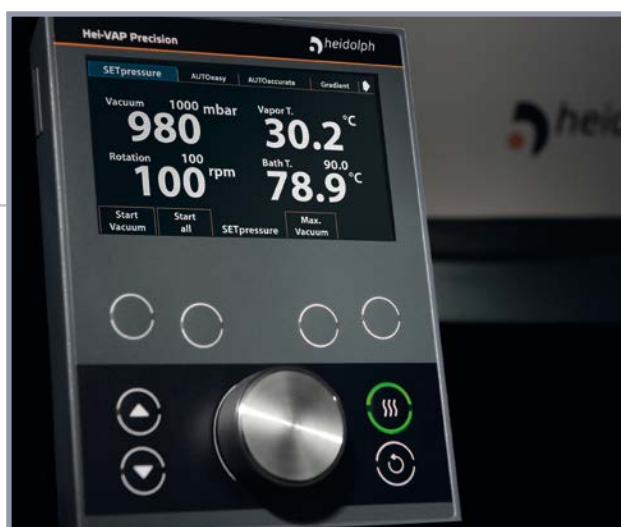 Hei-VAP Precision
heidolph
SETpressure AUTOeasy AUTOaccurate Gradient
Vacuum 1000 mbar
980
Vapor T. °C
30.2
Rotation 100 rpm
100
Bath T. 90.0 °C
78.9
Start Vacuum
Start all
SETpressure
Max. Vacuum
heid